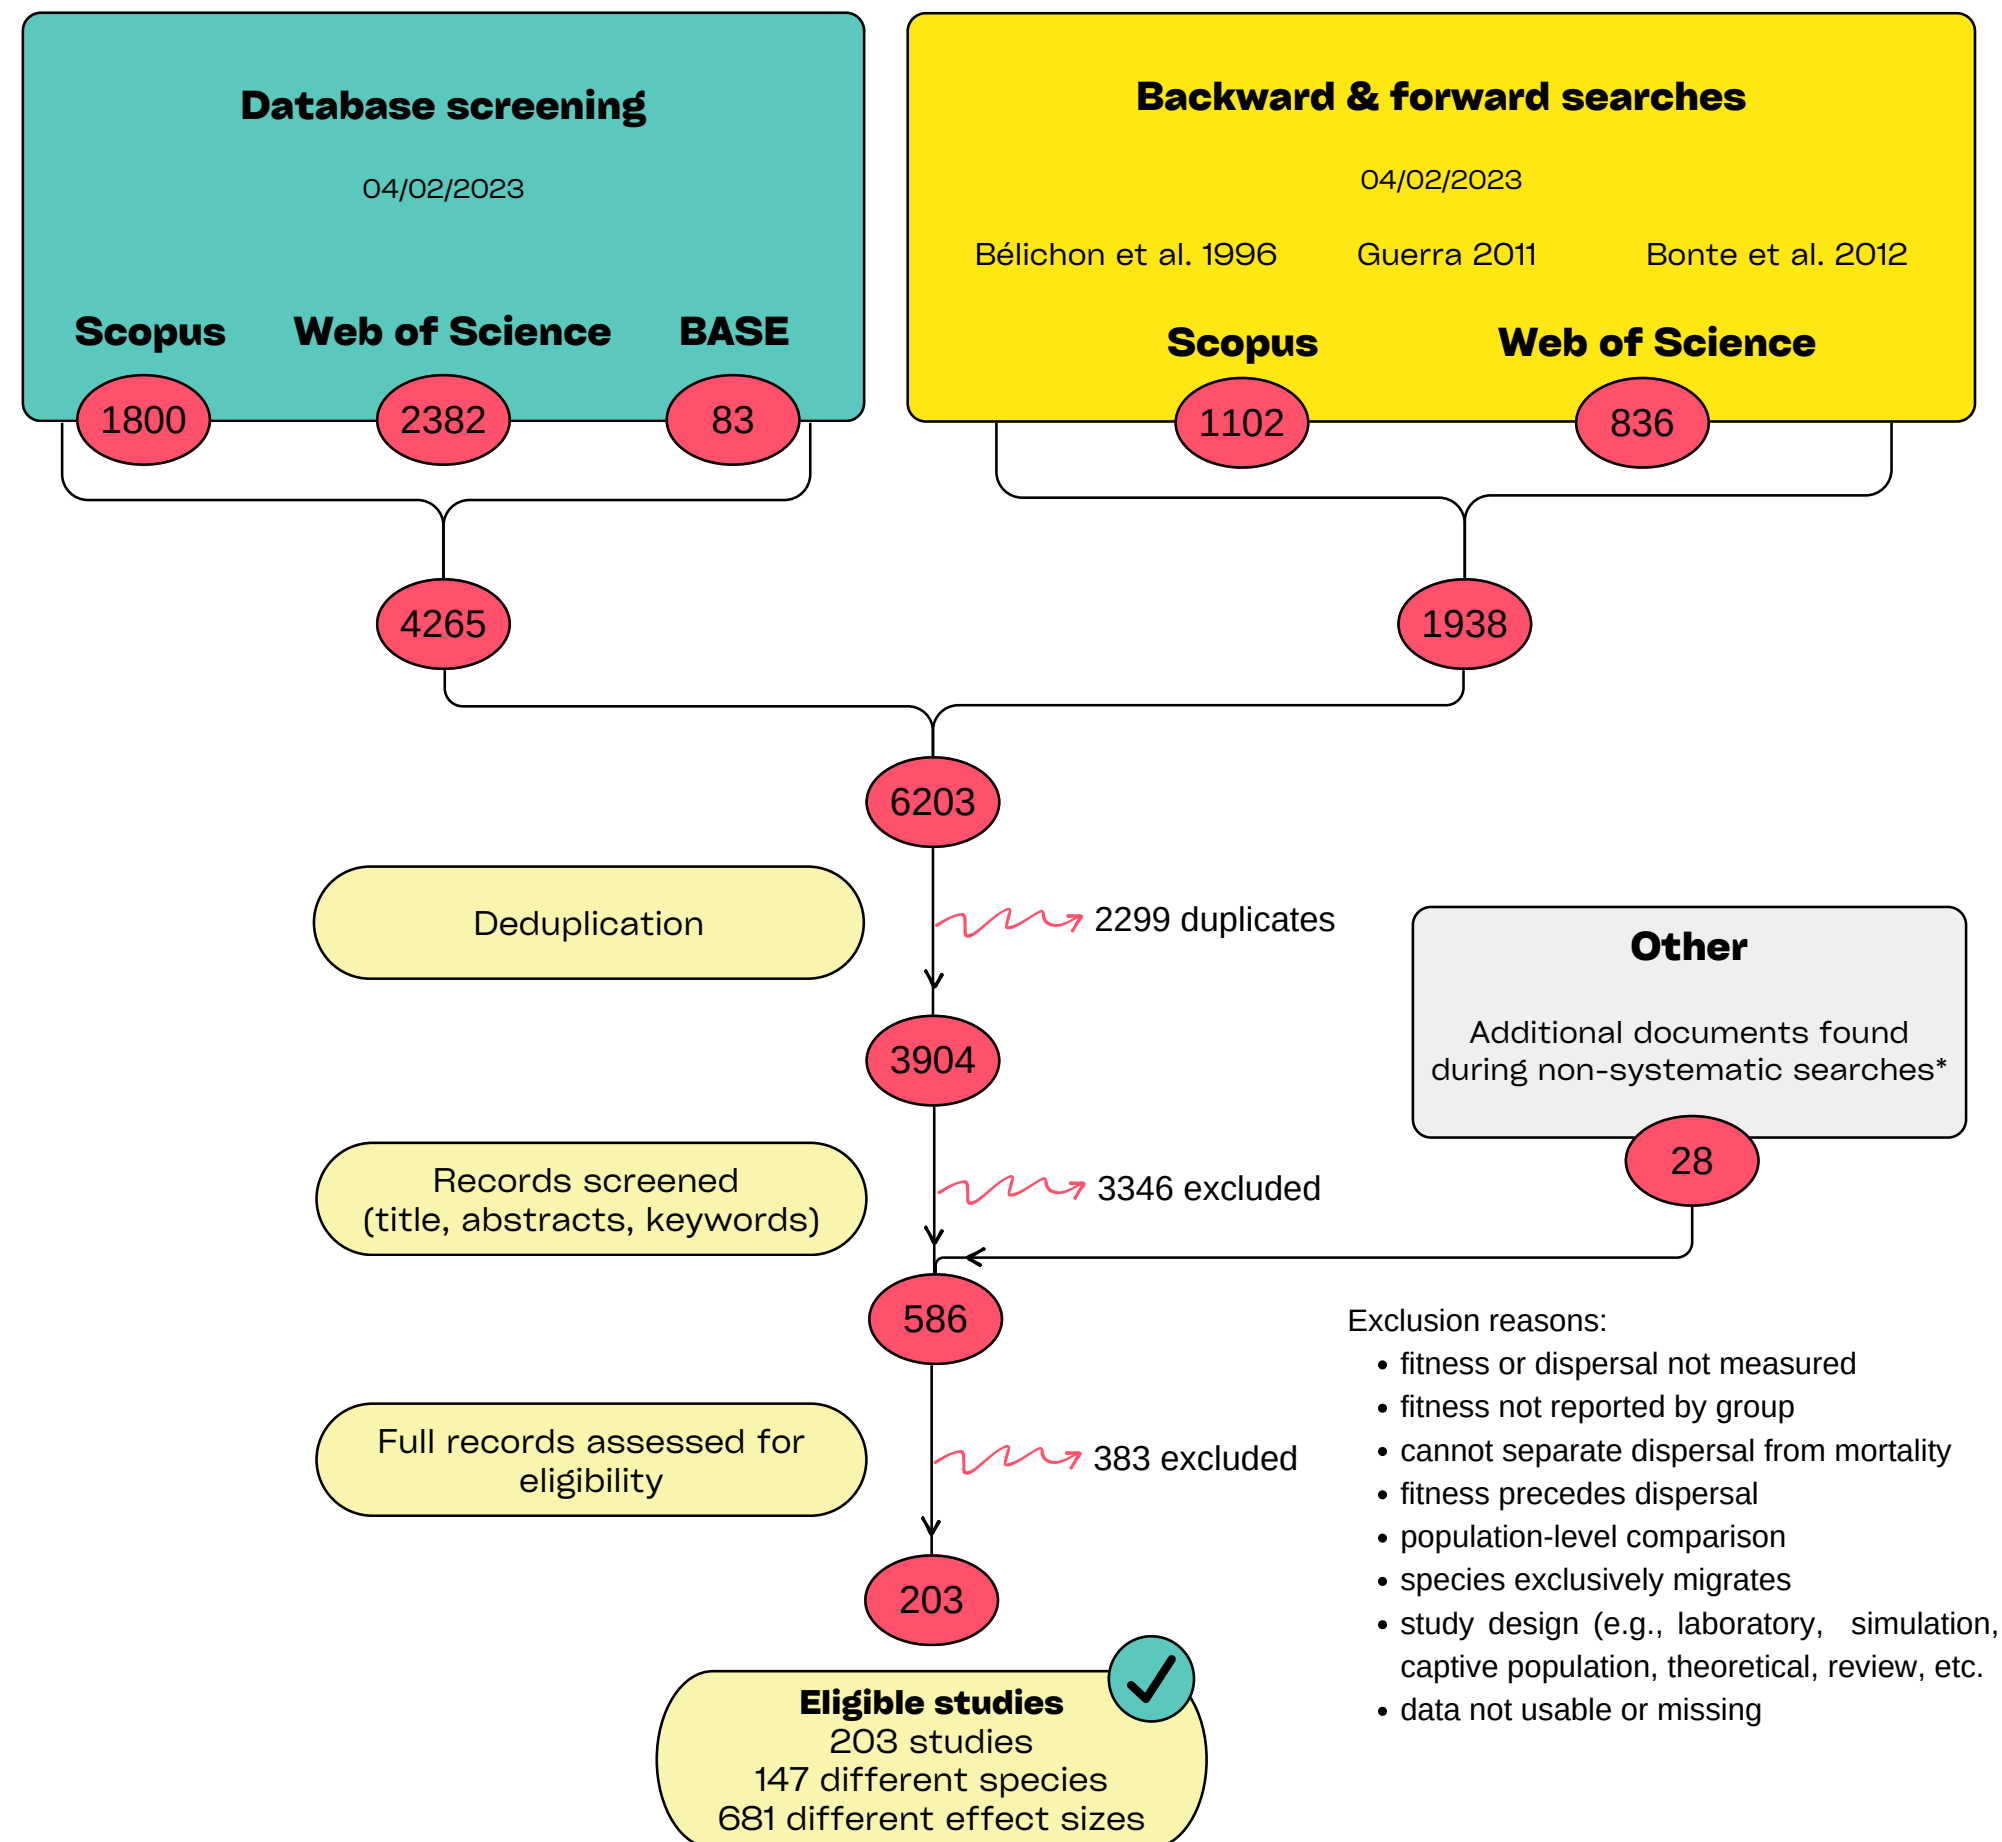 Database screening
04/02/2023
Scopus Web of Science BASE
1800 2382 83
Backward & forward searches
04/02/2023
Bélichon et al. 1996 Guerra 2011 Bonte et al. 2012
Scopus Web of Science
1102 836
4265
1938
6203
Deduplication
2299 duplicates
3904
Other
Additional documents found
during non-systematic searches*
28
Records screened
(title, abstracts, keywords)
3346 excluded
586
Full records assessed for
eligibility
383 excluded
Exclusion reasons:
• fitness or dispersal not measured
• fitness not reported by group
• cannot separate dispersal from mortality
• fitness precedes dispersal
• population-level comparison
• species exclusively migrates
• study design (e.g., laboratory, simulation,
captive population, theoretical, review, etc.
• data not usable or missing
203
Eligible studies
203 studies
147 different species
681 different effect sizes